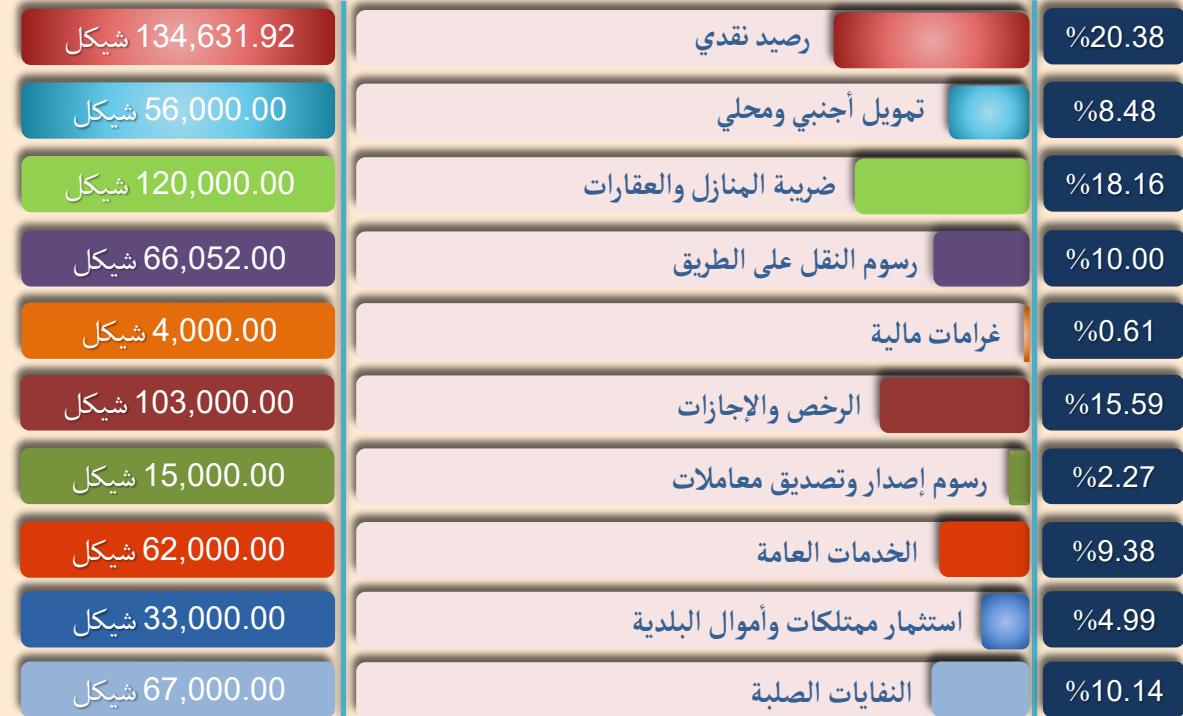 %20.38 رصيد نقدي 134,631.92 شيكل
%8.48 تمويل أجنبي ومحلي 56,000.00 شيكل
%18.16 ضريبة المنازل والعقارات 120,000.00 شيكل
%10.00 رسوم النقل على الطريق 66,052.00 شيكل
%0.61 غرامات مالية 4,000.00 شيكل
%15.59 الرخص والإجازات 103,000.00 شيكل
%2.27 رسوم إصدار وتصديق معاملات 15,000.00 شيكل
%9.38 الخدمات العامة 62,000.00 شيكل
%4.99 استثمار ممتلكات وأموال البلدية 33,000.00 شيكل
%10.14 النفايات الصلبة 67,000.00 شيكل